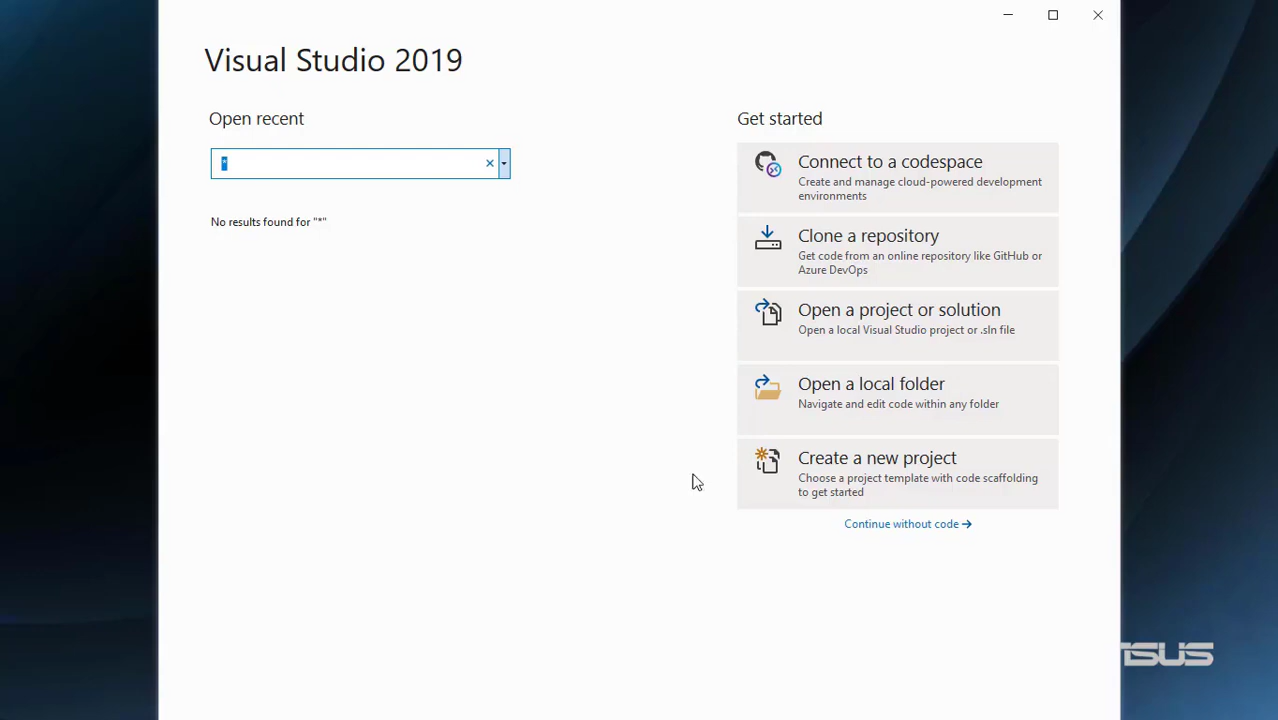 Visual Studio 2019
Open recent
*
No results found for "*"
Get started
Connect to a codespace
Create and manage cloud-powered development
environments
Clone a repository
Get code from an online repository like GitHub or
Azure DevOps
Open a project or solution
Open a local Visual Studio project or .sln file
Open a local folder
Navigate and edit code within any folder
Create a new project
Choose a project template with code scaffolding
to get started
Continue without code